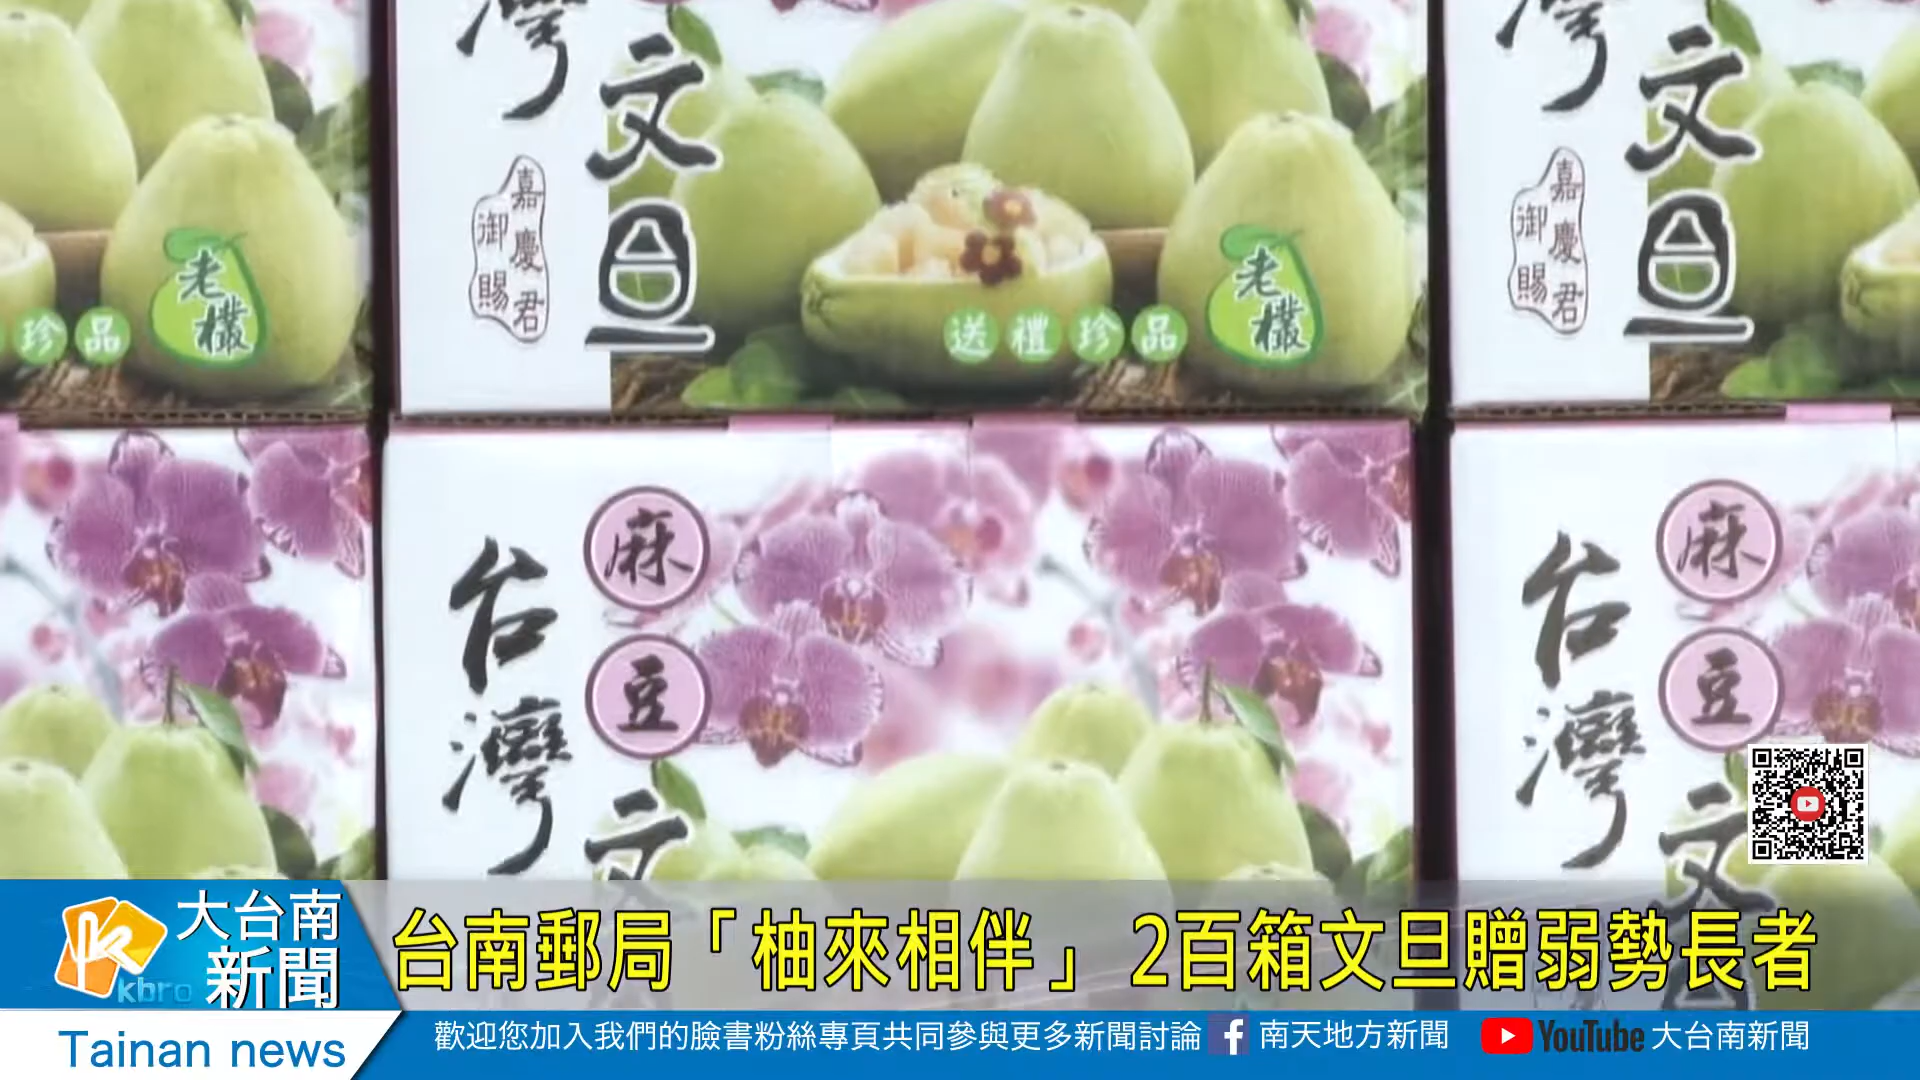 灣
文旦
嘉慶君
御賜
送禮珍品
老欉
珍品
老欉
灣
文旦
嘉慶君
御賜
麻豆
台灣
文
麻豆
台灣
文
kbro
大台南
新聞
台南郵局「柚來相伴」 2百箱文旦贈弱勢長者
Tainan news
歡迎您加入我們的臉書粉絲專頁共同參與更多新聞討論 f 南天地方新聞 YouTube 大台南新聞